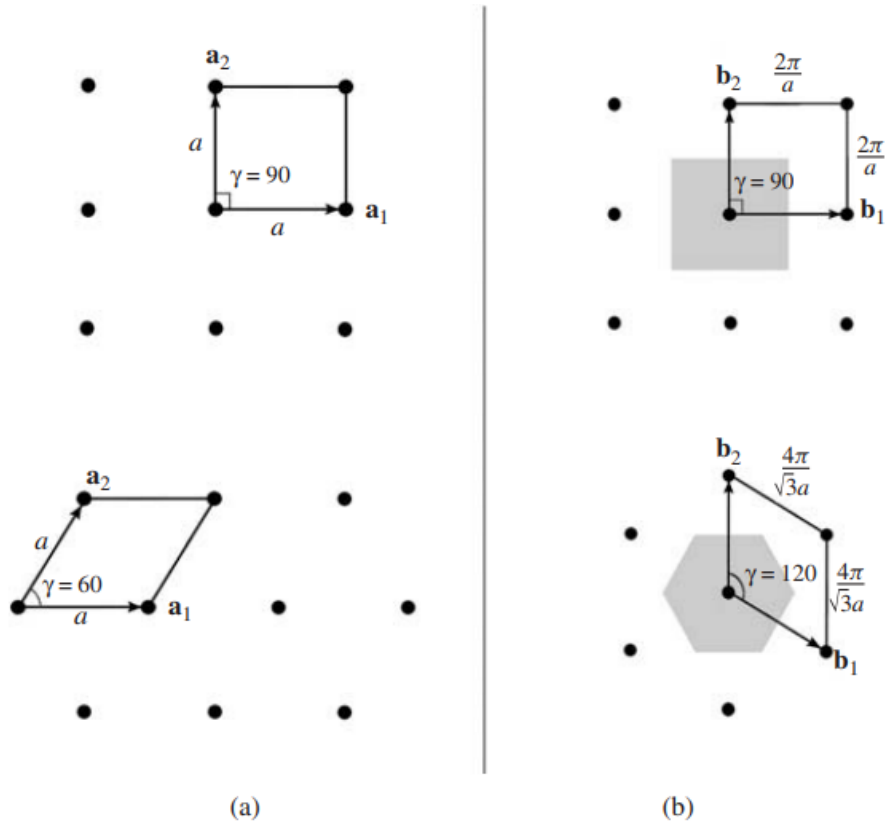 a₂
a
γ = 90
a
a₁
b₂
2π/a
2π/a
γ = 90
b₁
a₂
a
γ = 60
a
a₁
b₂
4π/√3a
γ = 120
4π/√3a
b₁
(a)
(b)